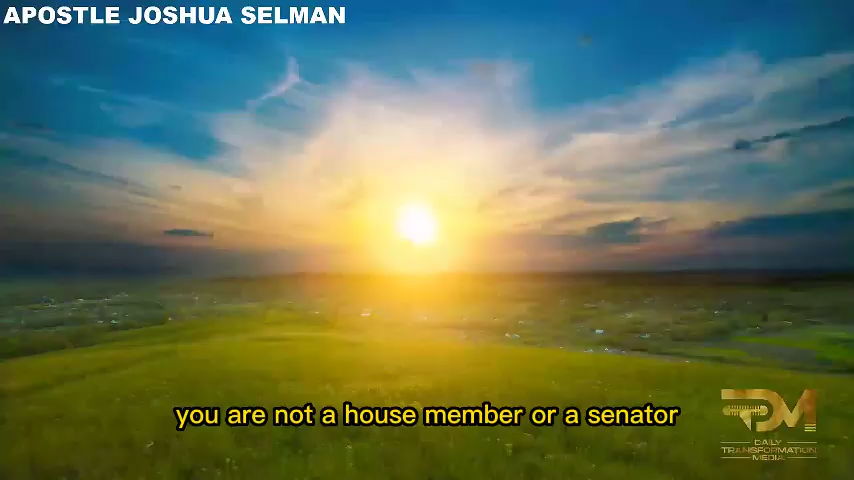 APOSTLE JOSHUA SELMAN
you are not a house member or a senator
DAILY
TRANSFORMATION
MEDIA